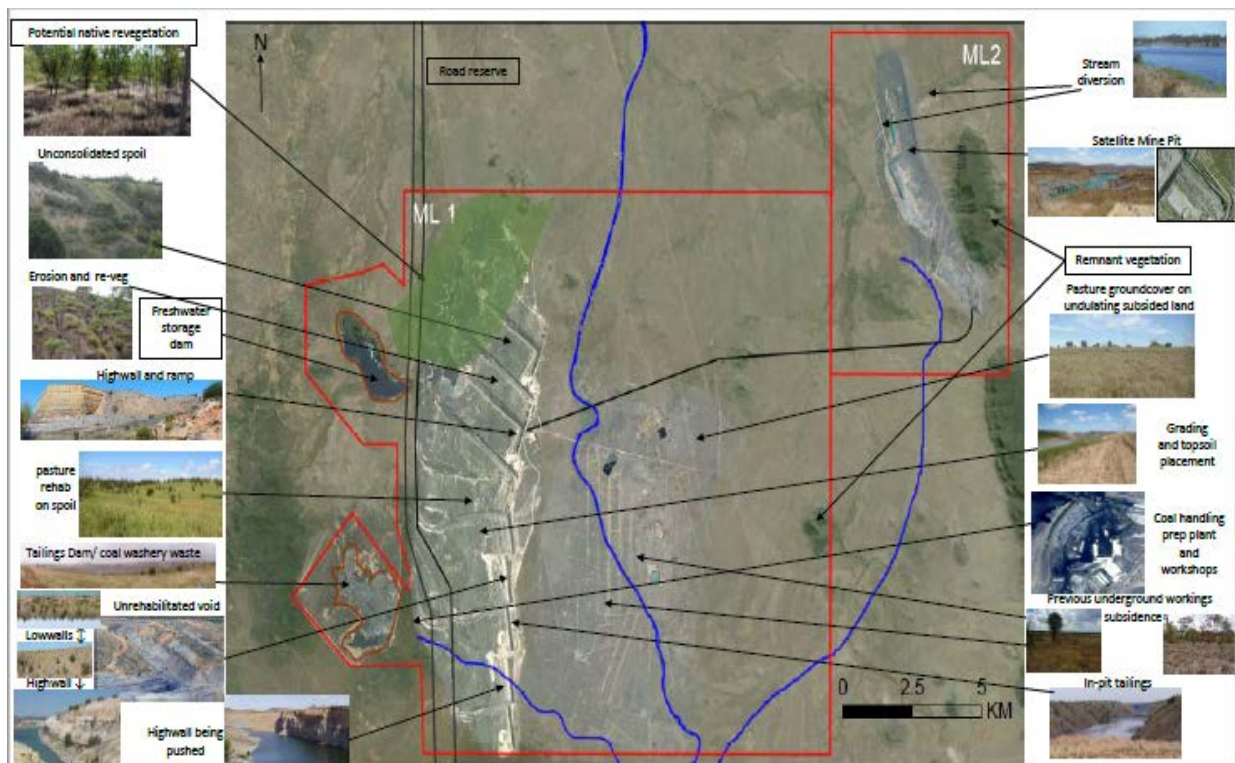 Potential native revegetation
Unconsolidated spoil
Erosion and re-veg
Freshwater
storage
dam
Highwall and ramp
pasture
rehab
on spoil
Tailings Dam/ coal washery waste
Unrehabilitated void
Lowwalls ↕
Highwall ↓
Highwall being
pushed
N
Road reserve
ML 1
ML2
0 2.5 5
KM
Stream
diversion
Satellite Mine Pit
Remnant vegetation
Pasture groundcover on
undulating subsided land
Grading
and topsoil
placement
Coal handling
prep plant
and
workshops
Previous underground workings
subsidence
In-pit tailings